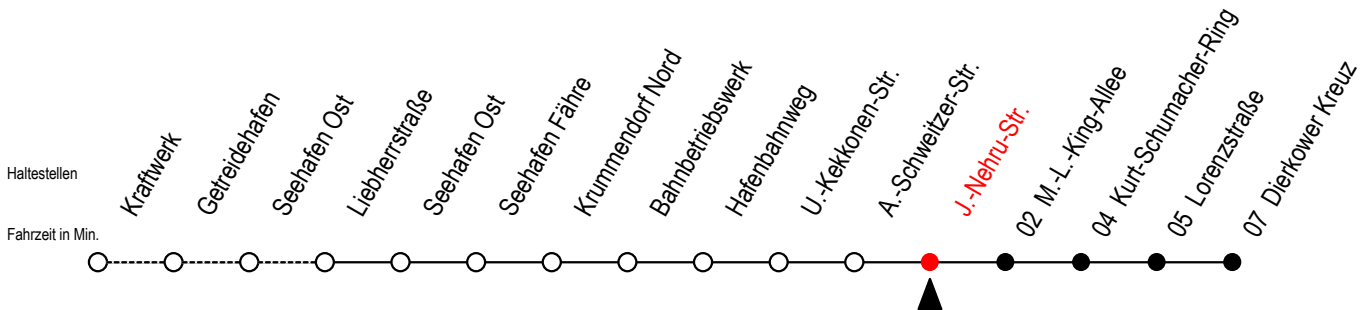 Haltestellen
Kraftwerk
Getreidehafen
Seehafen Ost
Liebherrstraße
Seehafen Ost
Seehafen Fähre
Krummendorf Nord
Bahnbetriebswerk
Hafenbahnweg
U.-Kekkonen-Str.
A.-Schweitzer-Str.
J.-Nehru-Str.
02 M.-L.-King-Allee
04 Kurt-Schumacher-Ring
05 Lorenzstraße
07 Dierkower Kreuz
Fahrzeit in Min.